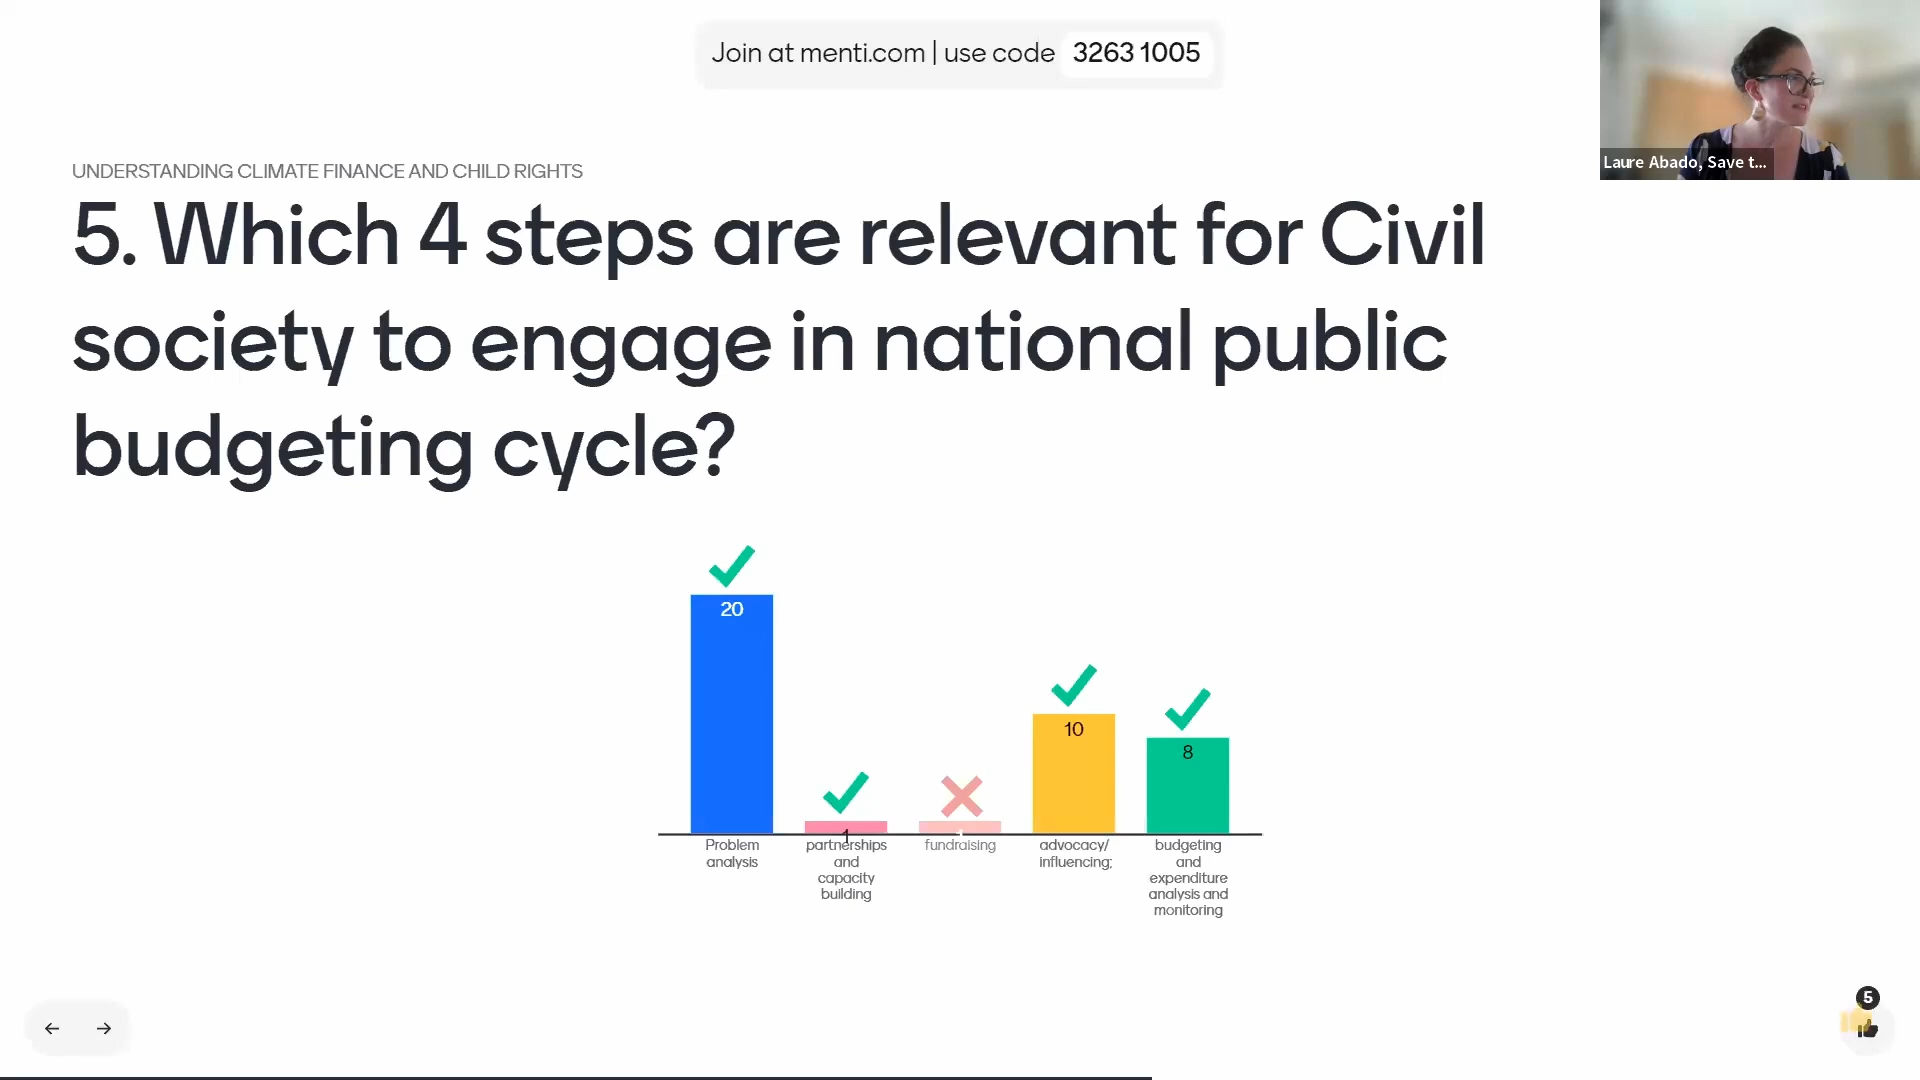 Join at menti.com | use code 3263 1005
Laure Abado, Save t...
UNDERSTANDING CLIMATE FINANCE AND CHILD RIGHTS
5. Which 4 steps are relevant for Civil
society to engage in national public
budgeting cycle?
20
1
1
10
8
Problem
analysis
partnerships
and
capacity
building
fundraising
advocacy/
influencing;
budgeting
and
expenditure
analysis and
monitoring
5